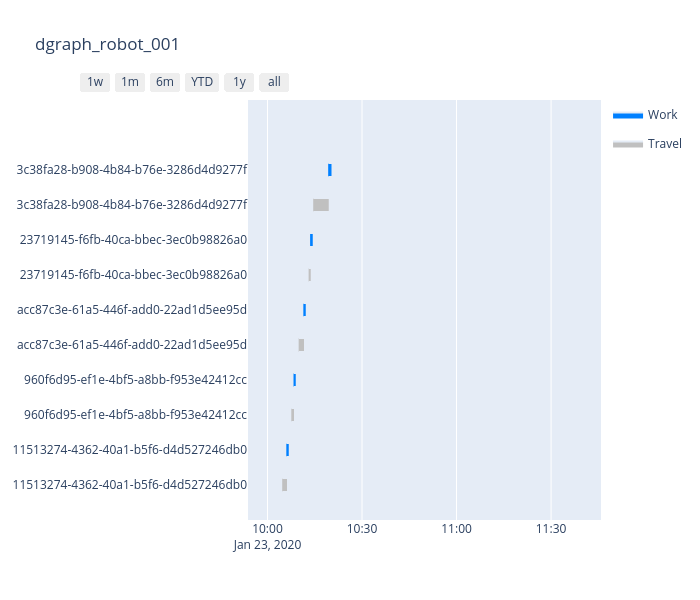 dgraph_robot_001
1w 1m 6m YTD 1y all
Work
Travel
3c38fa28-b908-4b84-b76e-3286d4d9277f
3c38fa28-b908-4b84-b76e-3286d4d9277f
23719145-f6fb-40ca-bbec-3ec0b98826a0
23719145-f6fb-40ca-bbec-3ec0b98826a0
acc87c3e-61a5-446f-add0-22ad1d5ee95d
acc87c3e-61a5-446f-add0-22ad1d5ee95d
960f6d95-ef1e-4bf5-a8bb-f953e42412cc
960f6d95-ef1e-4bf5-a8bb-f953e42412cc
11513274-4362-40a1-b5f6-d4d527246db0
11513274-4362-40a1-b5f6-d4d527246db0
10:00 10:30 11:00 11:30
Jan 23, 2020